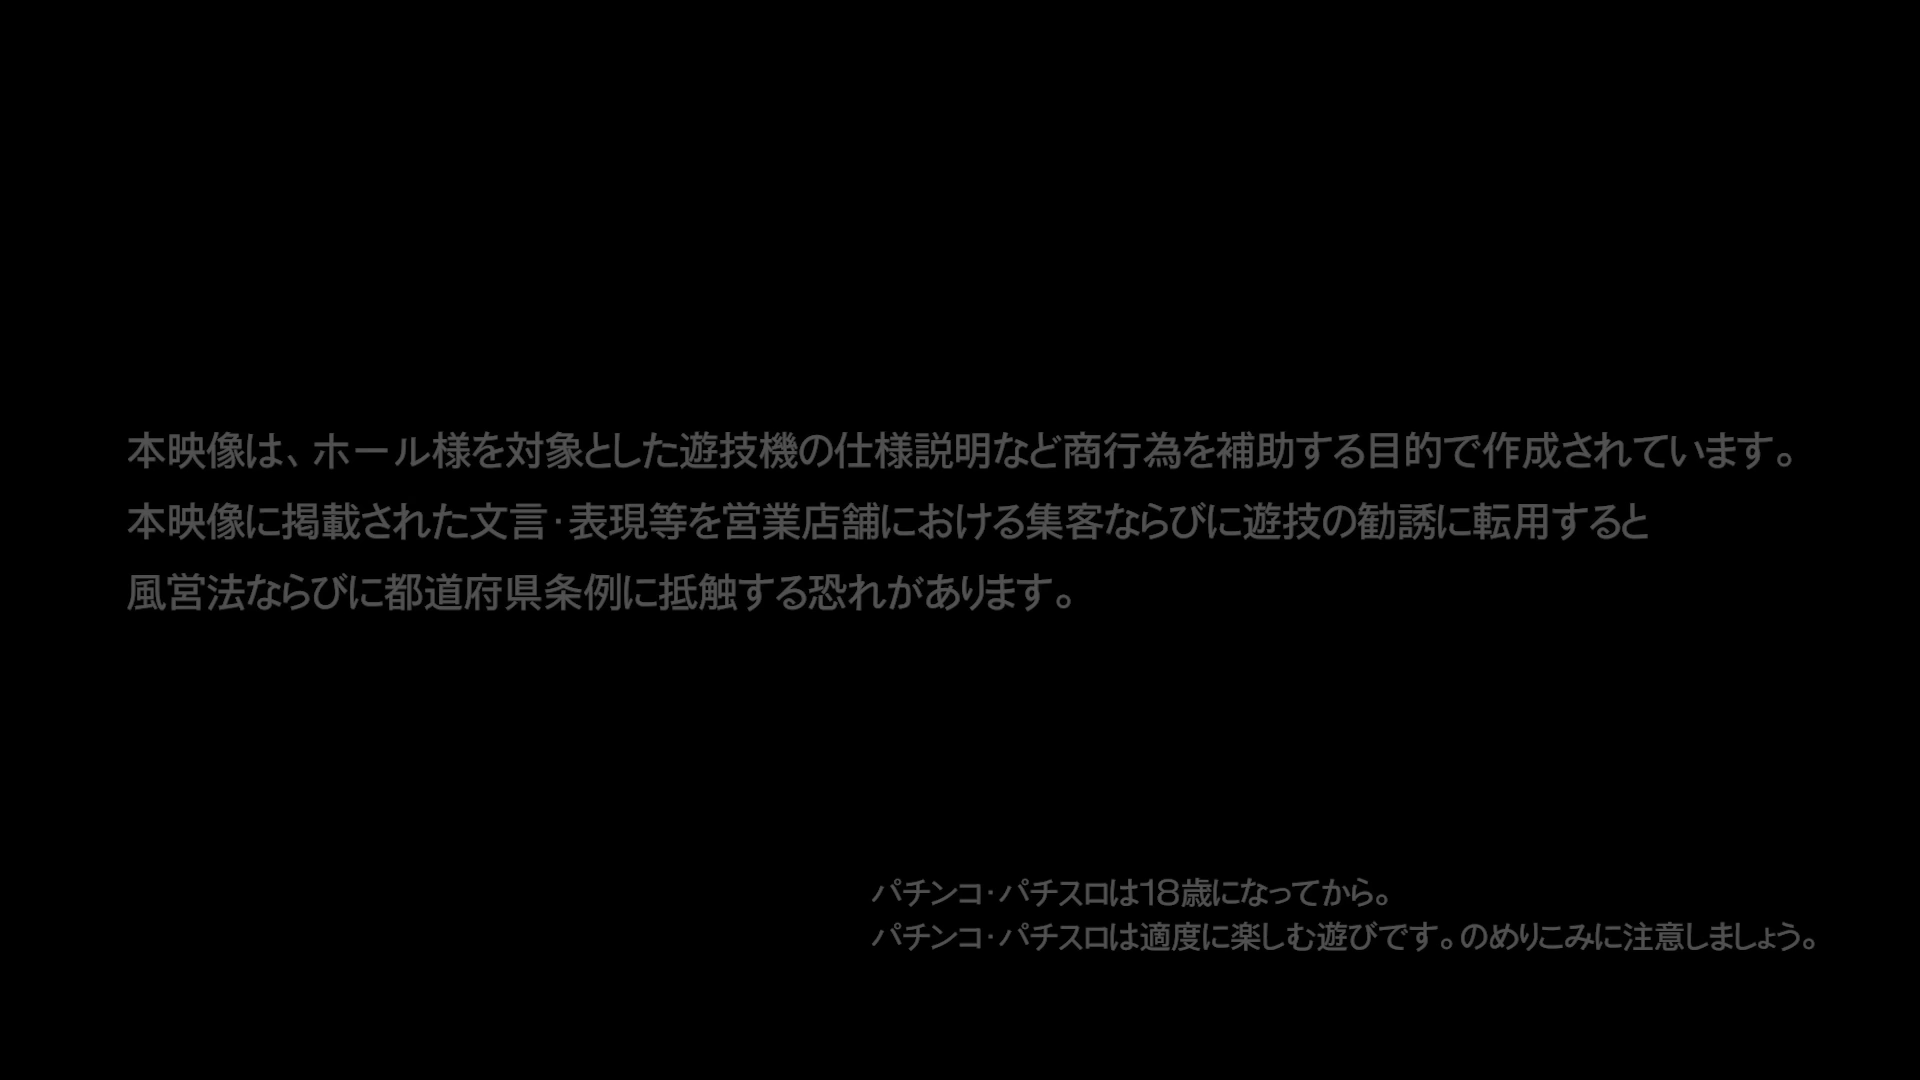 本映像は、ホール様を対象とした遊技機の仕様説明など商行為を補助する目的で作成されています。
本映像に掲載された文言・表現等を営業店舗における集客ならびに遊技の勧誘に転用すると
風営法ならびに都道府県条例に抵触する恐れがあります。
パチンコ・パチスロは18歳になってから。
パチンコ・パチスロは適度に楽しむ遊びです。のめりこみに注意しましょう。